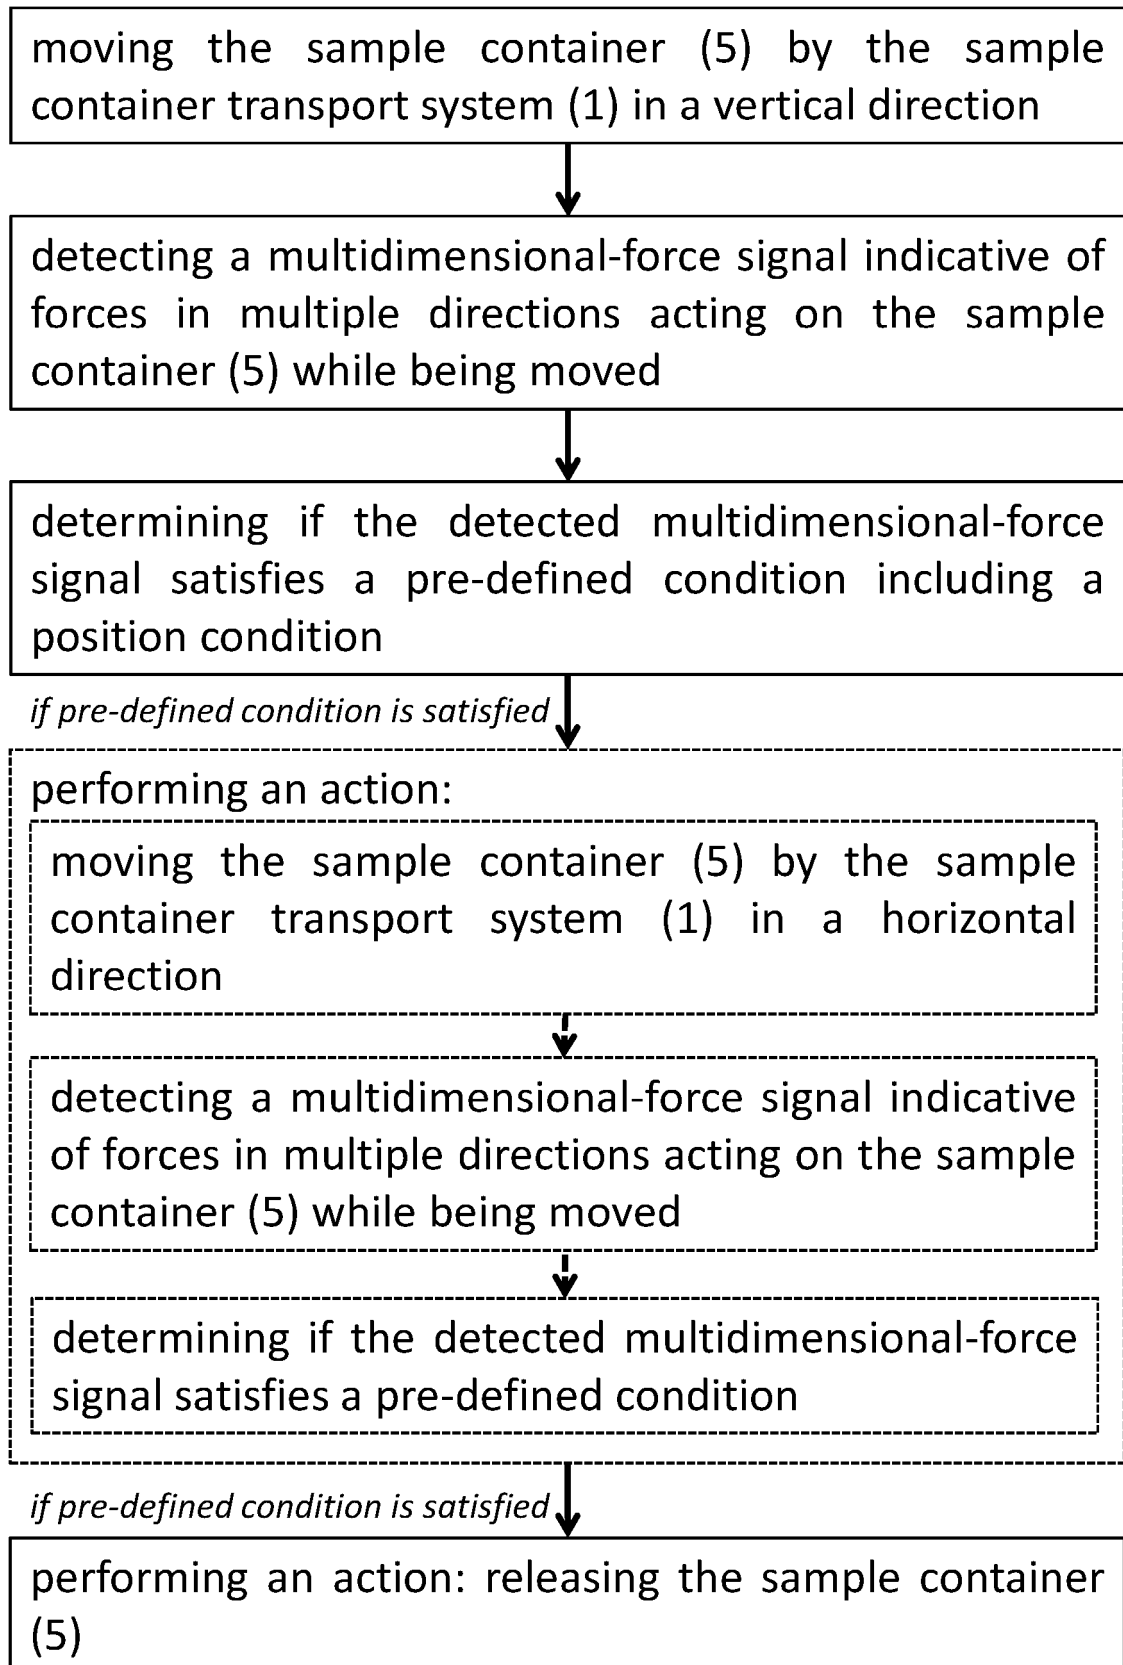 moving the sample container (5) by the sample
container transport system (1) in a vertical direction
detecting a multidimensional-force signal indicative of
forces in multiple directions acting on the sample
container (5) while being moved
determining if the detected multidimensional-force
signal satisfies a pre-defined condition including a
position condition
if pre-defined condition is satisfied
performing an action:
moving the sample container (5) by the sample
container transport system (1) in a horizontal
direction
detecting a multidimensional-force signal indicative
of forces in multiple directions acting on the sample
container (5) while being moved
determining if the detected multidimensional-force
signal satisfies a pre-defined condition
if pre-defined condition is satisfied
performing an action: releasing the sample container
(5)